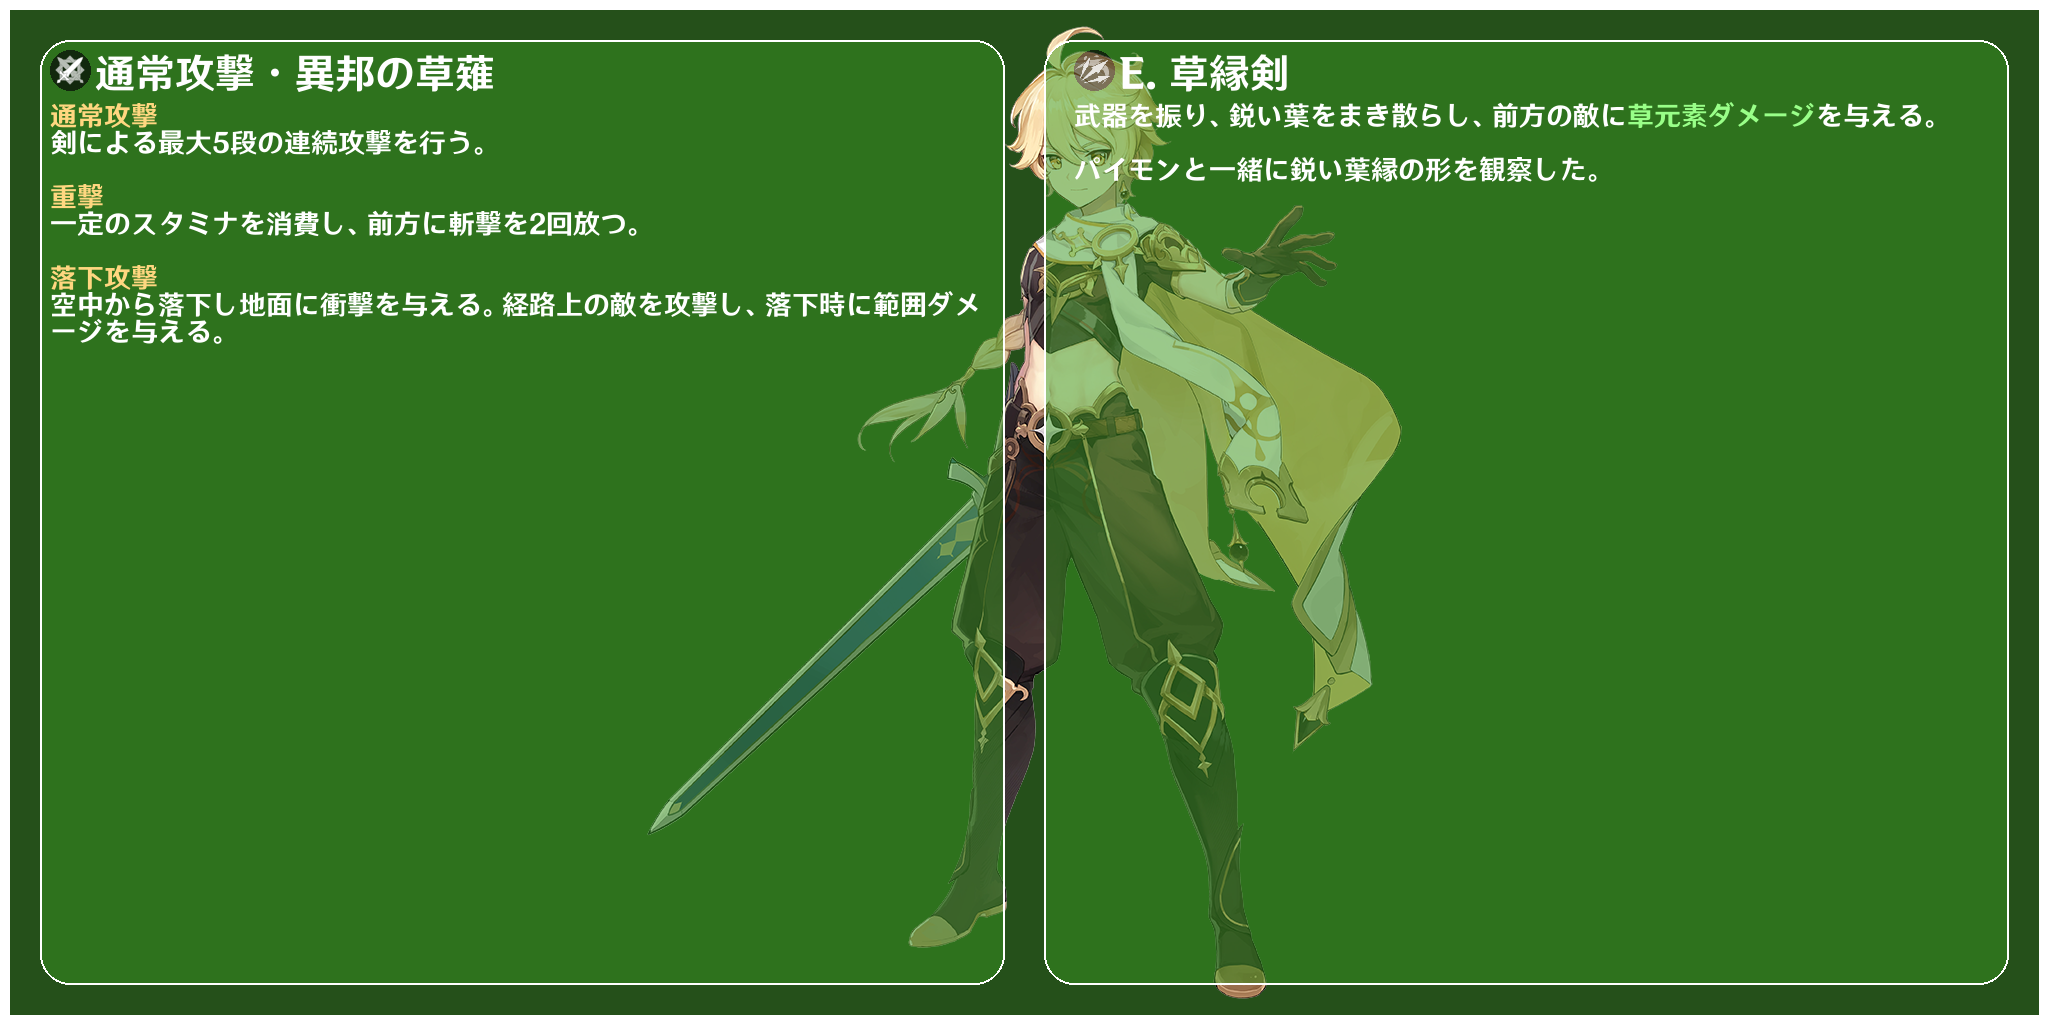 通常攻撃・異邦の草薙
通常攻撃
剣による最大5段の連続攻撃を行う。
重撃
一定のスタミナを消費し、前方に斬撃を2回放つ。
落下攻撃
空中から落下し地面に衝撃を与える。経路上の敵を攻撃し、落下時に範囲ダメ
ージを与える。
E. 草縁剣
武器を振り、鋭い葉をまき散らし、前方の敵に草元素ダメージを与える。
パイモンと一緒に鋭い葉縁の形を観察した。